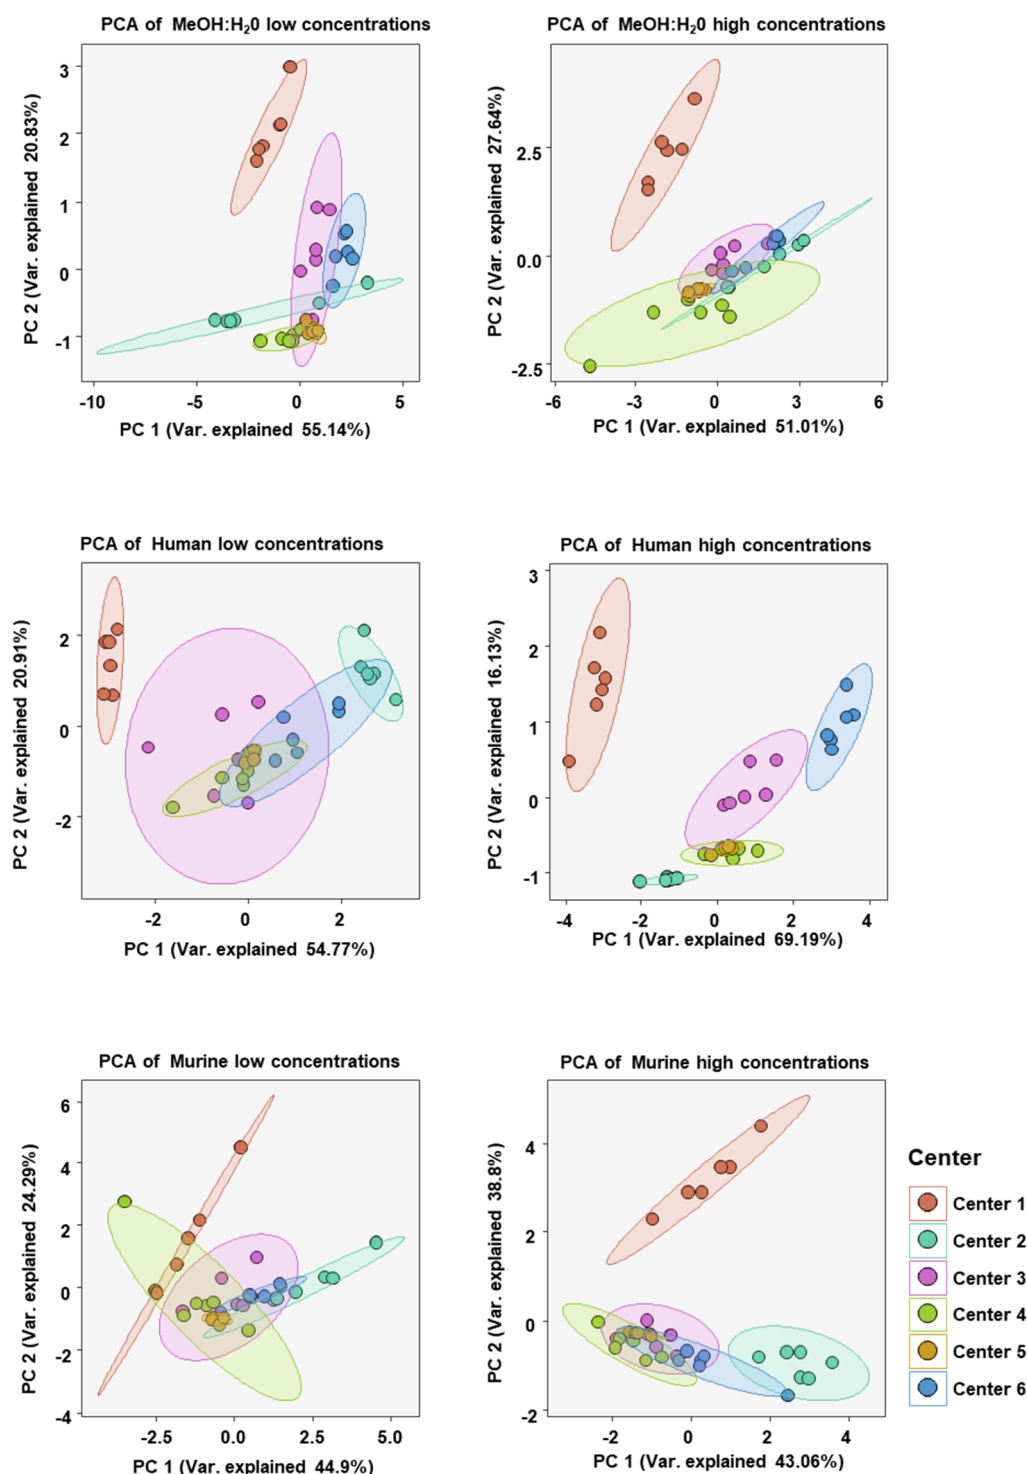 PCA of MeOH:H₂0 low concentrations
PC 2 (Var. explained 20.83%)
3
2
1
0
-1
-10
-5
0
5
PC 1 (Var. explained 55.14%)
PCA of MeOH:H₂0 high concentrations
PC 2 (Var. explained 27.64%)
2.5
0.0
-2.5
-6
-3
0
3
6
PC 1 (Var. explained 51.01%)
PCA of Human low concentrations
PC 2 (Var. explained 20.91%)
2
0
-2
-2
0
2
PC 1 (Var. explained 54.77%)
PCA of Human high concentrations
PC 2 (Var. explained 16.13%)
3
2
1
0
-1
-4
-2
0
2
4
PC 1 (Var. explained 69.19%)
PCA of Murine low concentrations
PC 2 (Var. explained 24.29%)
6
4
2
0
-2
-4
-2.5
0.0
2.5
5.0
PC 1 (Var. explained 44.9%)
PCA of Murine high concentrations
PC 2 (Var. explained 38.8%)
4
2
0
-2
-2
0
2
4
PC 1 (Var. explained 43.06%)
Center
Center 1
Center 2
Center 3
Center 4
Center 5
Center 6